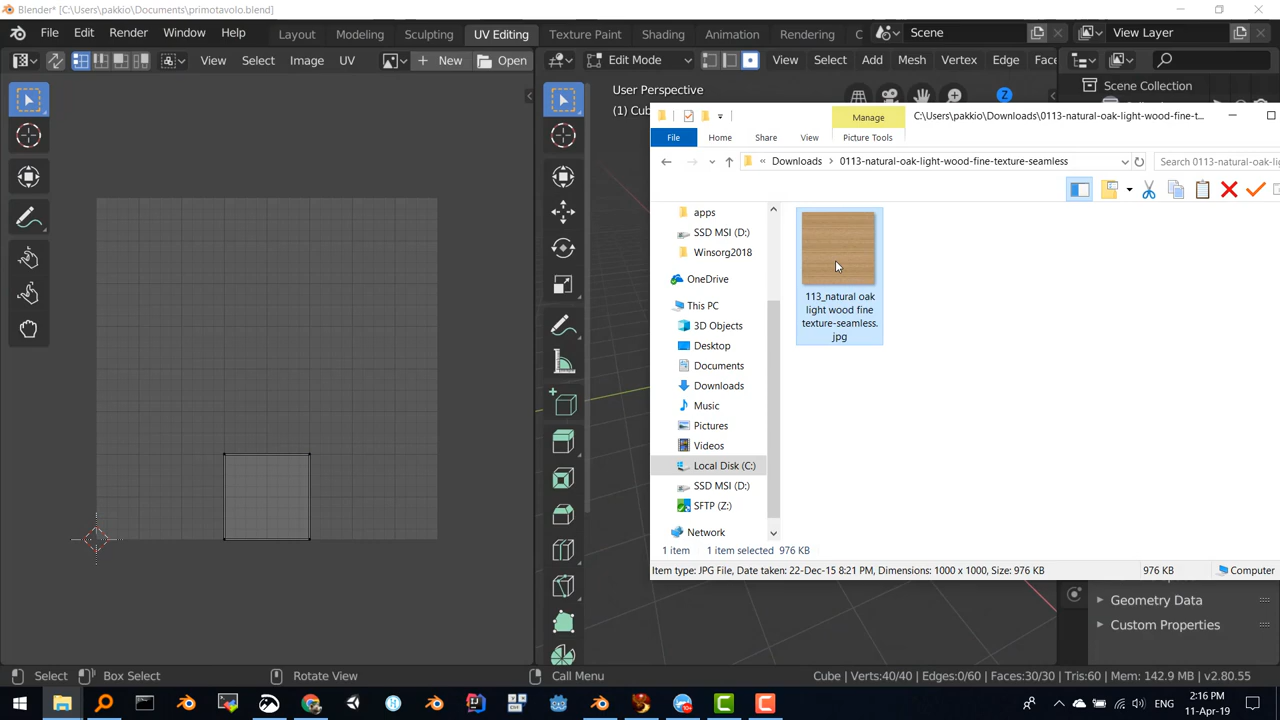 Blender* [C:\Users\pakkio\Documents\primotavolo.blend]
File Edit Render Window Help
Layout Modeling Sculpting UV Editing Texture Paint Shading Animation Rendering C
Scene
View Layer
View Select Image UV
New
Open
Edit Mode
View Select Add Mesh Vertex Edge Face
Scene Collection
User Perspective
(1) Cub
Z
Manage
C:\Users\pakkio\Downloads\0113-natural-oak-light-wood-fine-t...
File Home Share View Picture Tools
« Downloads > 0113-natural-oak-light-wood-fine-texture-seamless
Search 0113-natural-oak-li
apps
SSD MSI (D:)
Winsorg2018
OneDrive
This PC
3D Objects
Desktop
Documents
Downloads
Music
Pictures
Videos
Local Disk (C:)
SSD MSI (D:)
SFTP (Z:)
Network
113_natural oak
light wood fine
texture-seamless.
jpg
1 item 1 item selected 976 KB
Item type: JPG File, Date taken: 22-Dec-15 8:21 PM, Dimensions: 1000 x 1000, Size: 976 KB
976 KB
Computer
Geometry Data
Custom Properties
Select Box Select Rotate View Call Menu
Cube | Verts:40/40 | Edges:0/60 | Faces:30/30 | Tris:60 | Mem: 142.9 MB | v2.80.55
ENG
2:16 PM
11-Apr-19